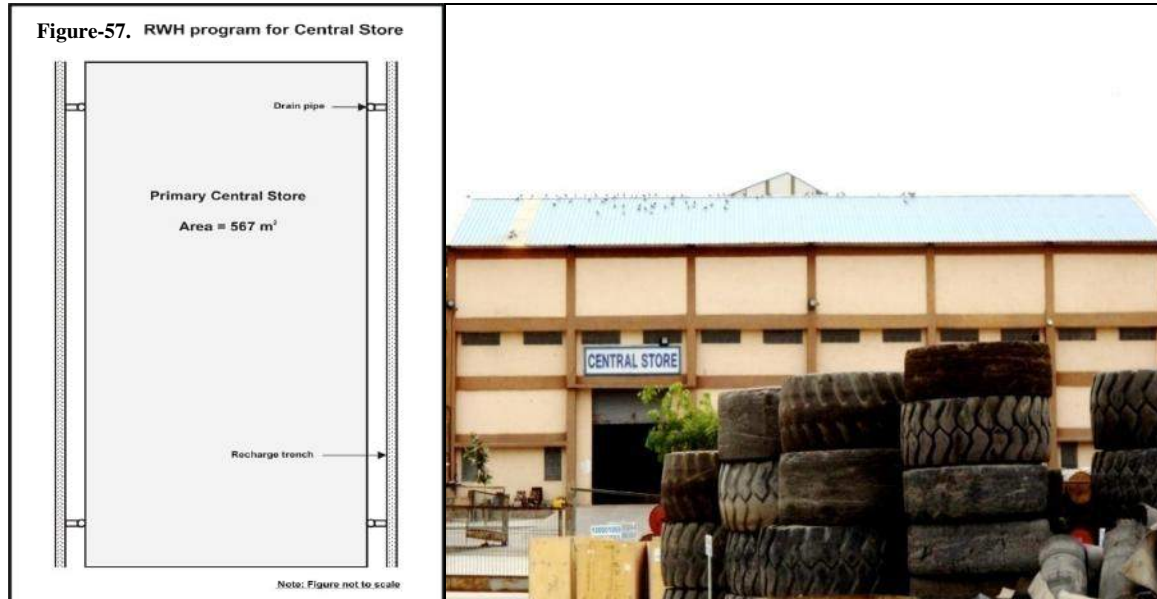 Figure-57. RWH program for Central Store
Drain pipe
Primary Central Store
Area = 567 m²
Recharge trench
Note: Figure not to scale
CENTRAL STORE